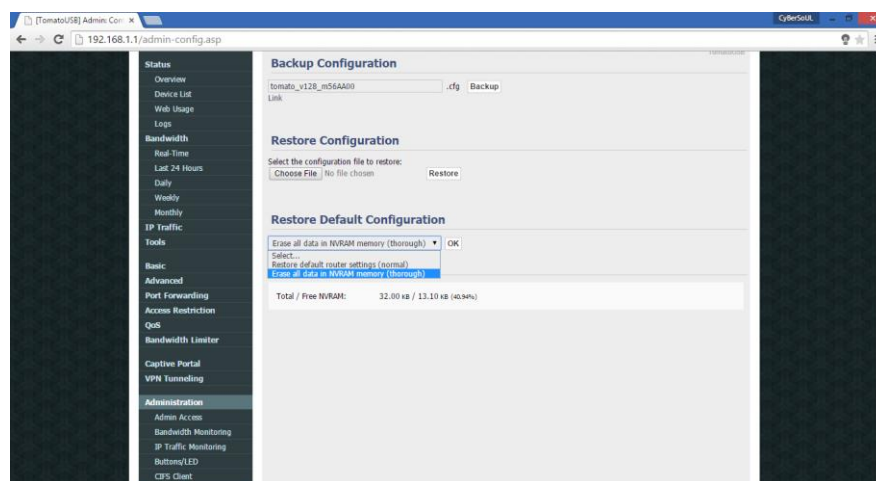 [TomatoUSB] Admin: Con
CyBerSoUL
192.168.1.1/admin-config.asp
TomatoUSB
Status
Overview
Device List
Web Usage
Logs
Bandwidth
Real-Time
Last 24 Hours
Daily
Weekly
Monthly
IP Traffic
Tools
Basic
Advanced
Port Forwarding
Access Restriction
QoS
Bandwidth Limiter
Captive Portal
VPN Tunneling
Administration
Admin Access
Bandwidth Monitoring
IP Traffic Monitoring
Buttons/LED
CIFS Client
Backup Configuration
tomato_v128_m56AA00 .cfg Backup
Link
Restore Configuration
Select the configuration file to restore:
Choose File No file chosen Restore
Restore Default Configuration
Erase all data in NVRAM memory (thorough) OK
Select...
Restore default router settings (normal)
Erase all data in NVRAM memory (thorough)
Total / Free NVRAM: 32.00 KB / 13.10 KB (40.94%)